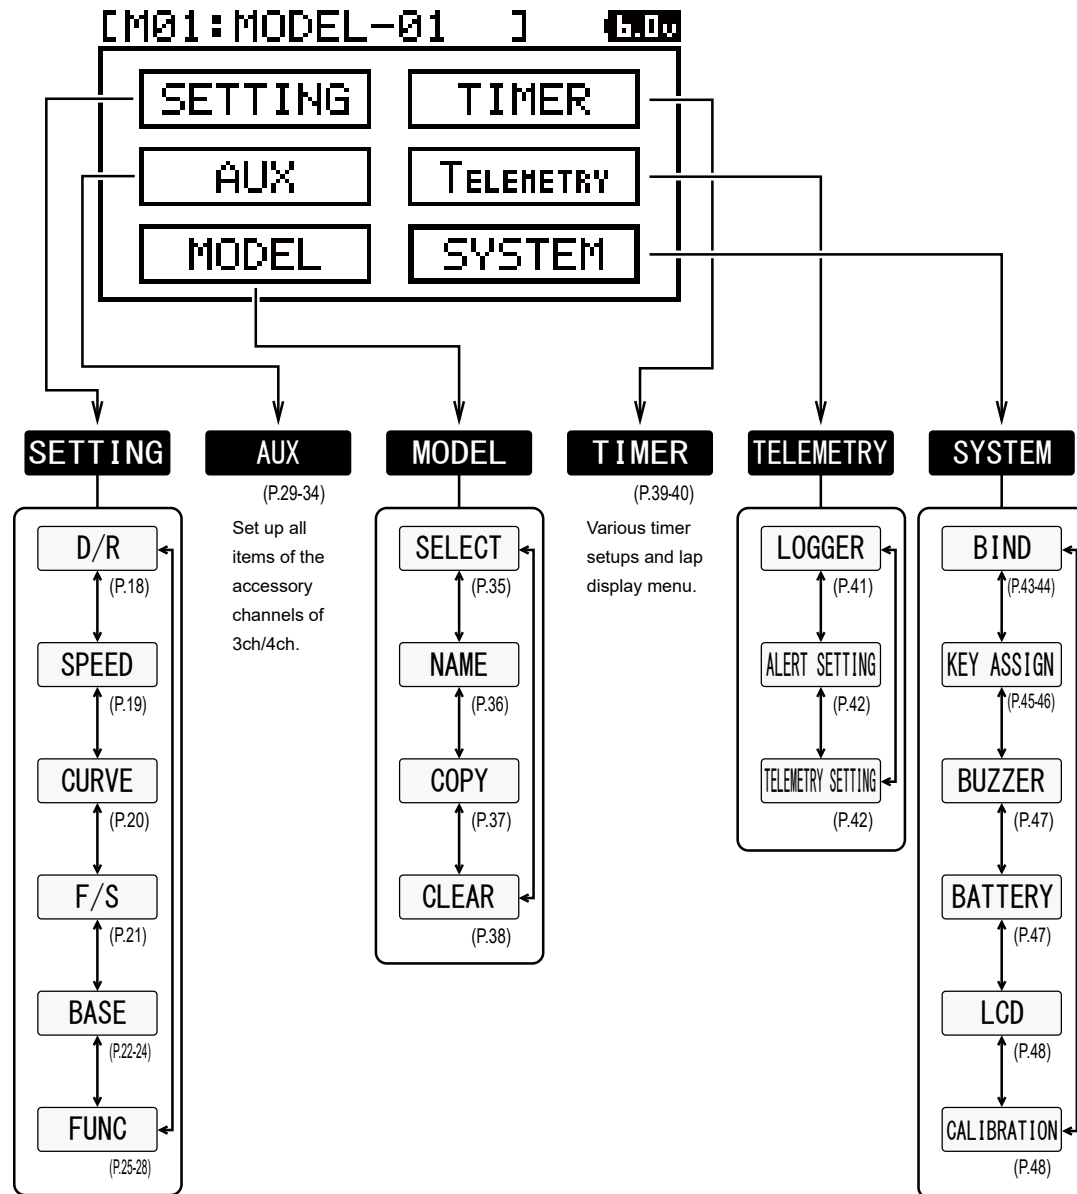 [M01:MODEL-01 ] 6.0v
SETTING
TIMER
AUX
TELEMETRY
MODEL
SYSTEM
SETTING
D/R
(P.18)
SPEED
(P.19)
CURVE
(P.20)
F/S
(P.21)
BASE
(P.22-24)
FUNC
(P.25-28)
AUX
(P.29-34)
Set up all
items of the
accessory
channels of
3ch/4ch.
MODEL
SELECT
(P.35)
NAME
(P.36)
COPY
(P.37)
CLEAR
(P.38)
TIMER
(P.39-40)
Various timer
setups and lap
display menu.
TELEMETRY
LOGGER
(P.41)
ALERT SETTING
(P.42)
TELEMETRY SETTING
(P.42)
SYSTEM
BIND
(P.43-44)
KEY ASSIGN
(P.45-46)
BUZZER
(P.47)
BATTERY
(P.47)
LCD
(P.48)
CALIBRATION
(P.48)